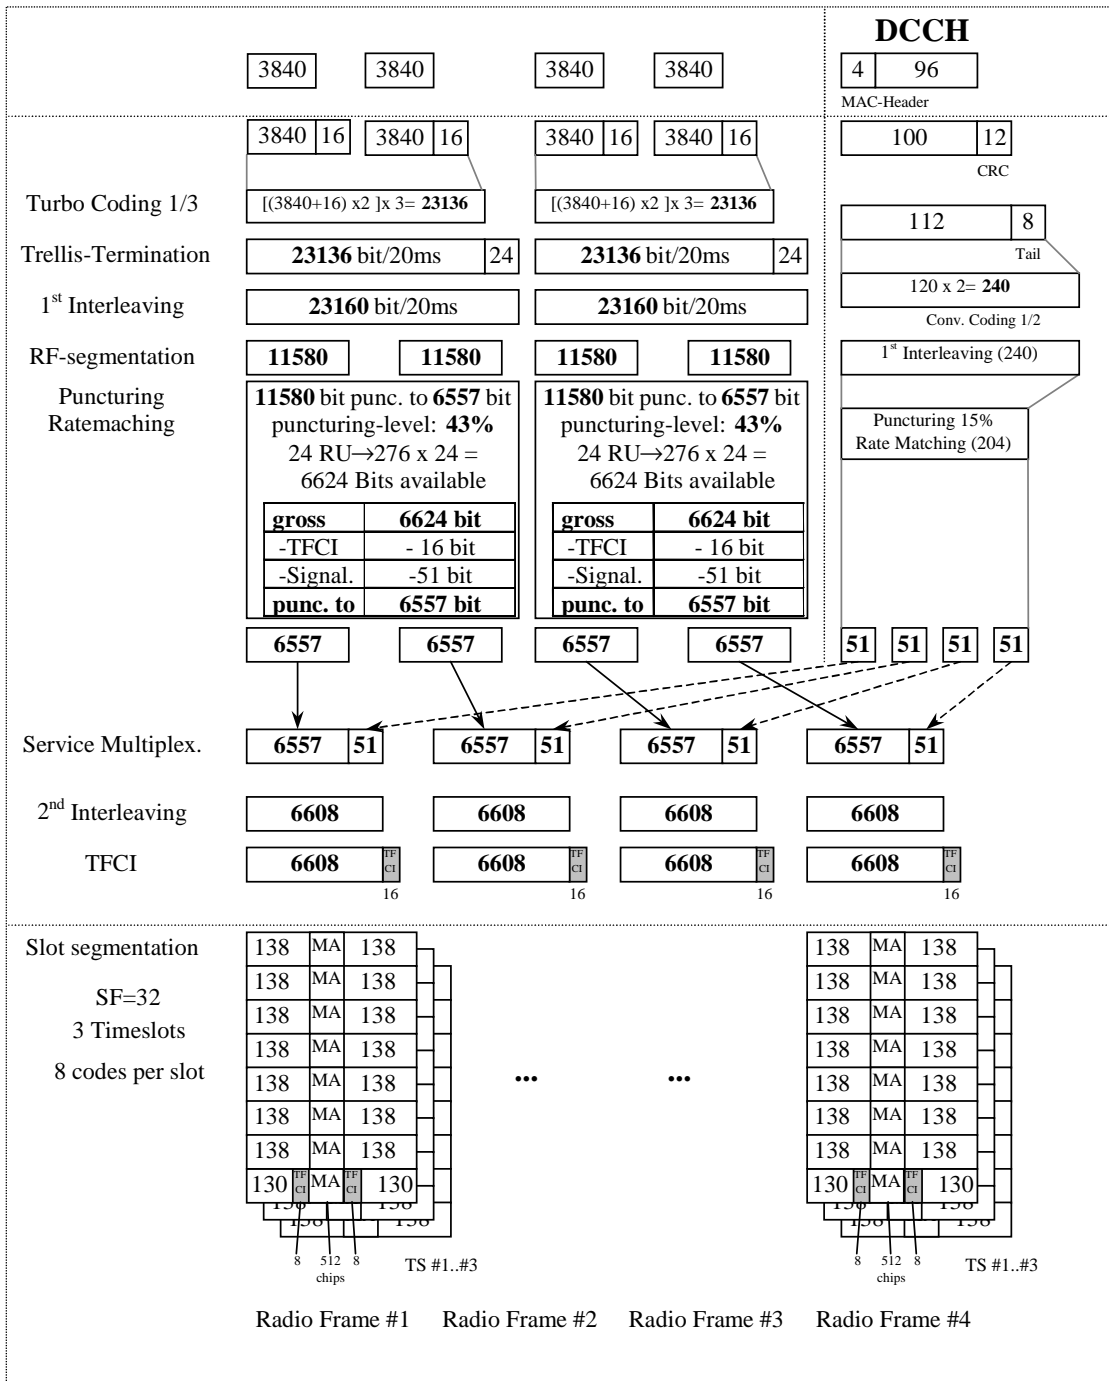 DCCH
3840 3840 3840 3840 4 96
MAC-Header
3840 16 3840 16 3840 16 3840 16 100 12
CRC
Turbo Coding 1/3 [(3840+16) x2 ]x 3= 23136 [(3840+16) x2 ]x 3= 23136
112 8
Tail
Trellis-Termination 23136 bit/20ms 24 23136 bit/20ms 24
120 x 2= 240
Conv. Coding 1/2
1st Interleaving 23160 bit/20ms 23160 bit/20ms
RF-segmentation 11580 11580 11580 11580 1st Interleaving (240)
Puncturing
Ratemaching
11580 bit punc. to 6557 bit
puncturing-level: 43%
24 RU→276 x 24 =
6624 Bits available
gross 6624 bit
-TFCI - 16 bit
-Signal. -51 bit
punc. to 6557 bit
11580 bit punc. to 6557 bit
puncturing-level: 43%
24 RU→276 x 24 =
6624 Bits available
gross 6624 bit
-TFCI - 16 bit
-Signal. -51 bit
punc. to 6557 bit
Puncturing 15%
Rate Matching (204)
6557 6557 6557 6557 51 51 51 51
Service Multiplex. 6557 51 6557 51 6557 51 6557 51
2nd Interleaving 6608 6608 6608 6608
TFCI 6608 TF CI 6608 TF CI 6608 TF CI 6608 TF CI
16 16 16 16
Slot segmentation
SF=32
3 Timeslots
8 codes per slot
138 MA 138
138 MA 138
138 MA 138
138 MA 138
138 MA 138
138 MA 138
138 MA 138
130 TF CI MA TF CI 130
138 138
138 138
8 512 chips 8 TS #1..#3
... ...
138 MA 138
138 MA 138
138 MA 138
138 MA 138
138 MA 138
138 MA 138
138 MA 138
130 TF CI MA TF CI 130
138 138
138 138
8 512 chips 8 TS #1..#3
Radio Frame #1 Radio Frame #2 Radio Frame #3 Radio Frame #4